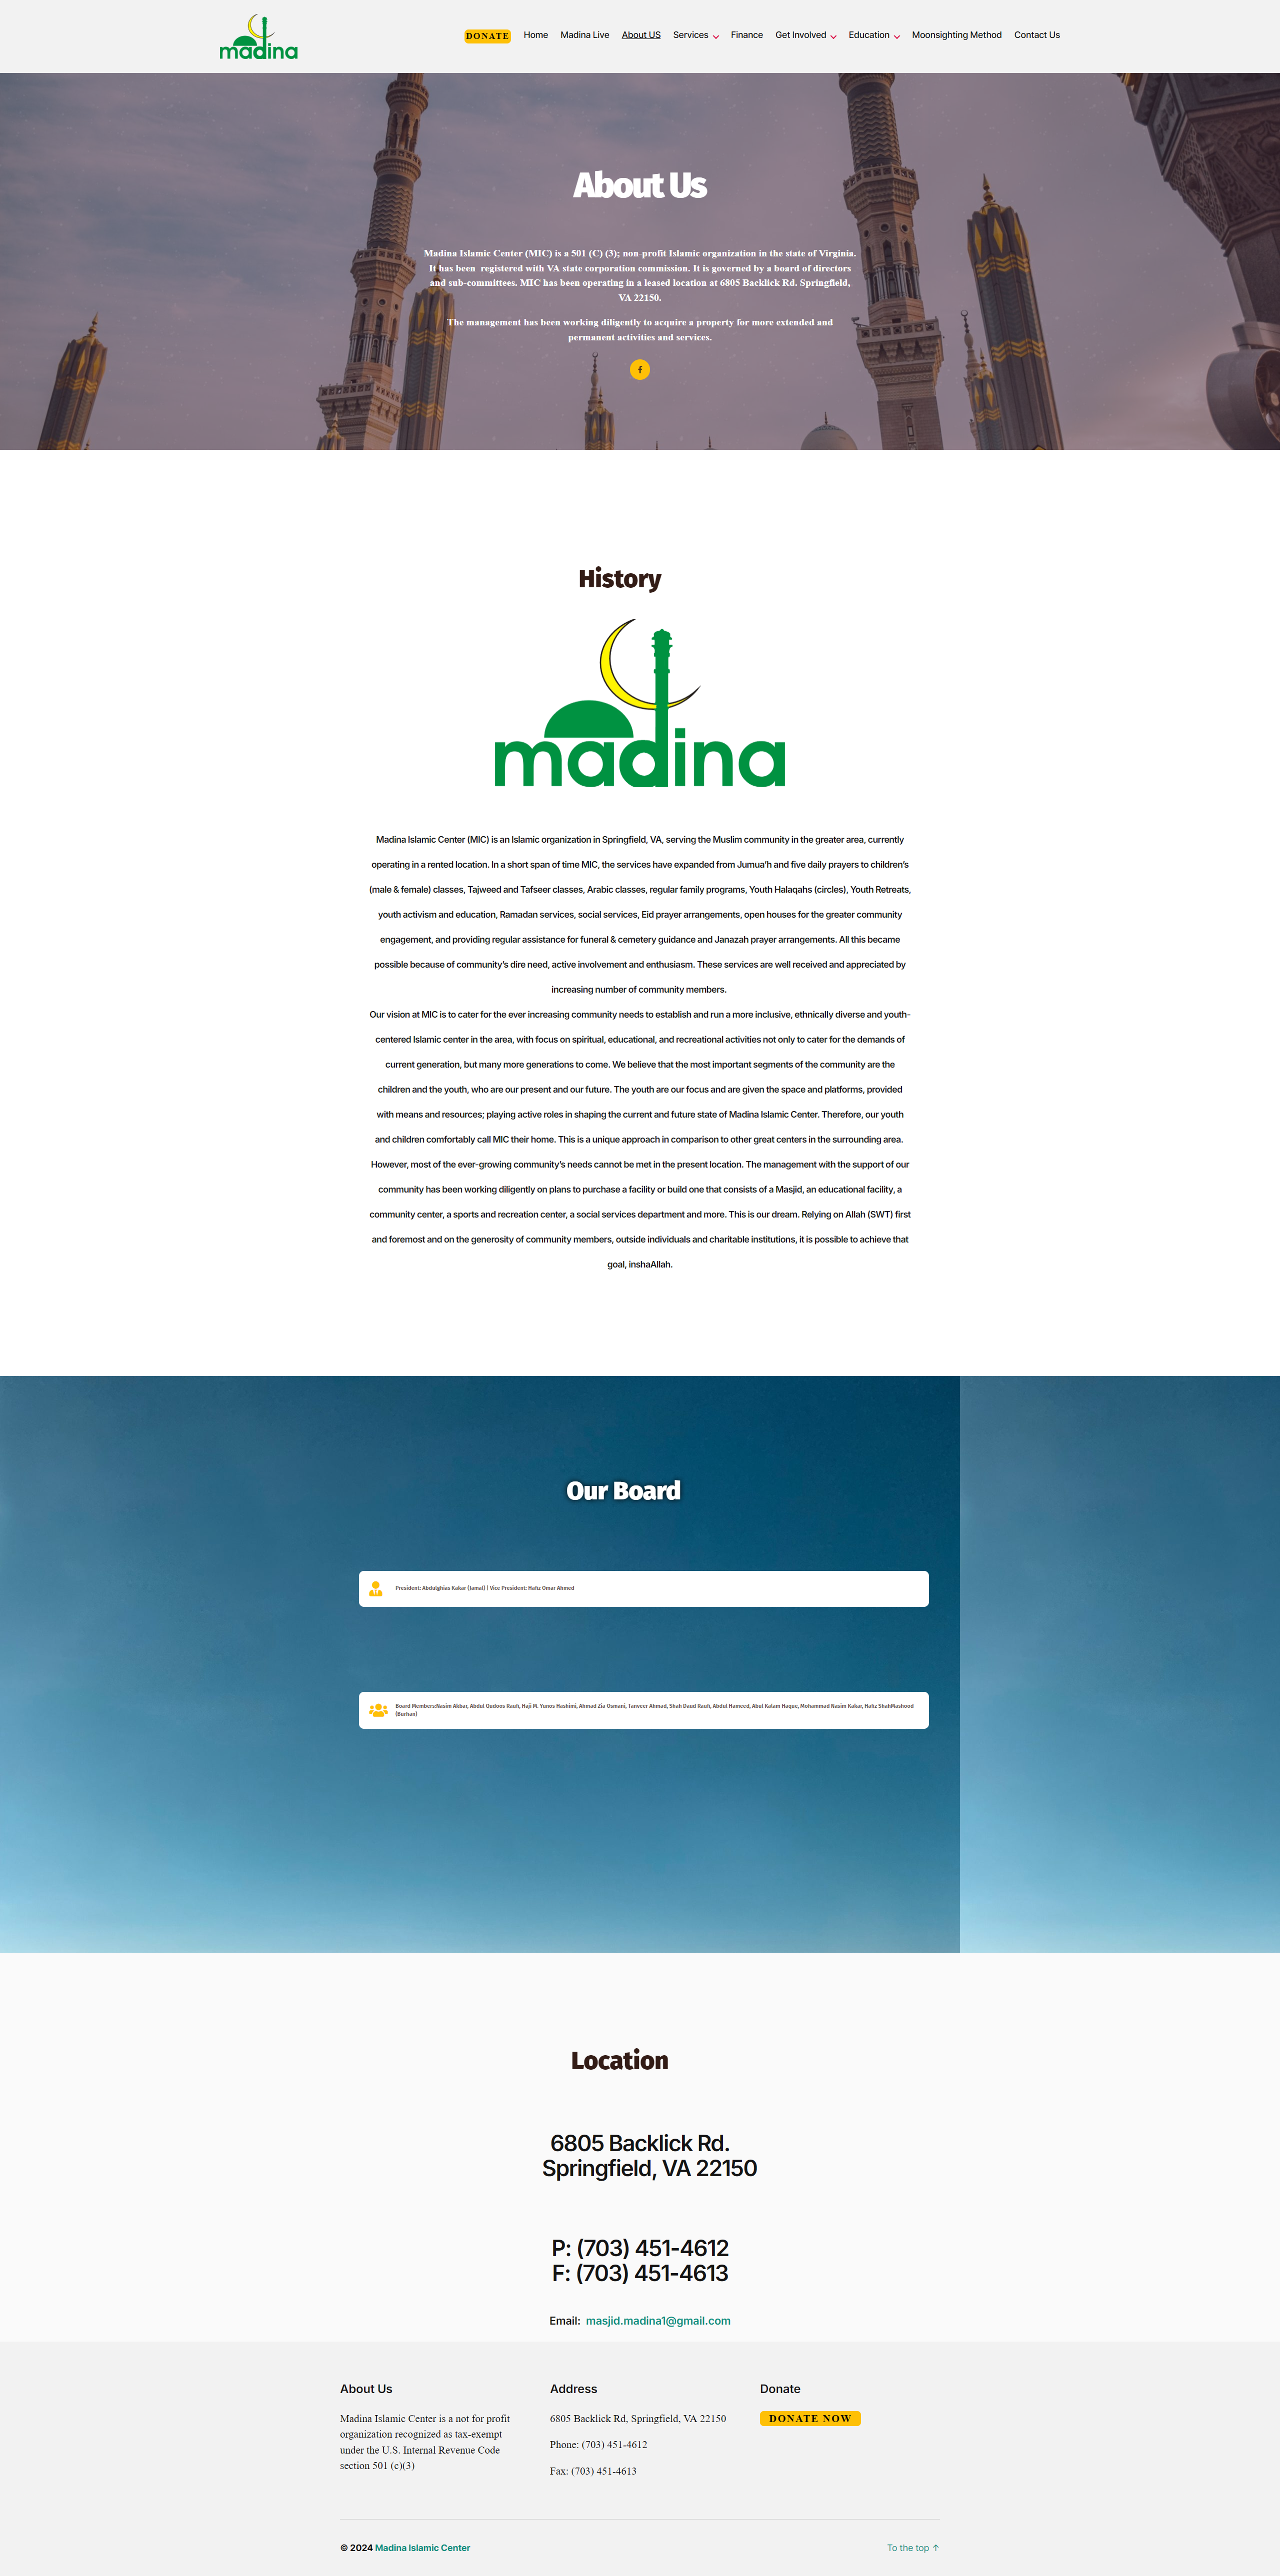 madina
DONATE
Home
Madina Live
About US
Services
Finance
Get Involved
Education
Moonsighting Method
Contact Us
About Us
Madina Islamic Center (MIC) is a 501 (C) (3); non-profit Islamic organization in the state of Virginia.
It has been registered with VA state corporation commission. It is governed by a board of directors
and sub-committees. MIC has been operating in a leased location at 6805 Backlick Rd. Springfield,
VA 22150.
The management has been working diligently to acquire a property for more extended and
permanent activities and services.
History
madina
Madina Islamic Center (MIC) is an Islamic organization in Springfield, VA, serving the Muslim community in the greater area, currently
operating in a rented location. In a short span of time MIC, the services have expanded from Jumua’h and five daily prayers to children’s
(male & female) classes, Tajweed and Tafseer classes, Arabic classes, regular family programs, Youth Halaqahs (circles), Youth Retreats,
youth activism and education, Ramadan services, social services, Eid prayer arrangements, open houses for the greater community
engagement, and providing regular assistance for funeral & cemetery guidance and Janazah prayer arrangements. All this became
possible because of community’s dire need, active involvement and enthusiasm. These services are well received and appreciated by
increasing number of community members.
Our vision at MIC is to cater for the ever increasing community needs to establish and run a more inclusive, ethnically diverse and youth-
centered Islamic center in the area, with focus on spiritual, educational, and recreational activities not only to cater for the demands of
current generation, but many more generations to come. We believe that the most important segments of the community are the
children and the youth, who are our present and our future. The youth are our focus and are given the space and platforms, provided
with means and resources; playing active roles in shaping the current and future state of Madina Islamic Center. Therefore, our youth
and children comfortably call MIC their home. This is a unique approach in comparison to other great centers in the surrounding area.
However, most of the ever-growing community’s needs cannot be met in the present location. The management with the support of our
community has been working diligently on plans to purchase a facility or build one that consists of a Masjid, an educational facility, a
community center, a sports and recreation center, a social services department and more. This is our dream. Relying on Allah (SWT) first
and foremost and on the generosity of community members, outside individuals and charitable institutions, it is possible to achieve that
goal, inshaAllah.
Our Board
President: Abdulghias Kakar (Jamal) | Vice President: Hafiz Omar Ahmed
Board Members:Nasim Akbar, Abdul Qudoos Raufi, Haji M. Yunos Hashimi, Ahmad Zia Osmani, Tanveer Ahmad, Shah Daud Raufi, Abdul Hameed, Abul Kalam Haque, Mohammad Nasim Kakar, Hafiz ShahMashood
(Burhan)
Location
6805 Backlick Rd.
Springfield, VA 22150
P: (703) 451-4612
F: (703) 451-4613
Email: masjid.madina1@gmail.com
About Us
Madina Islamic Center is a not for profit
organization recognized as tax-exempt
under the U.S. Internal Revenue Code
section 501 (c)(3)
Address
6805 Backlick Rd, Springfield, VA 22150
Phone: (703) 451-4612
Fax: (703) 451-4613
Donate
DONATE NOW
© 2024 Madina Islamic Center
To the top ↑